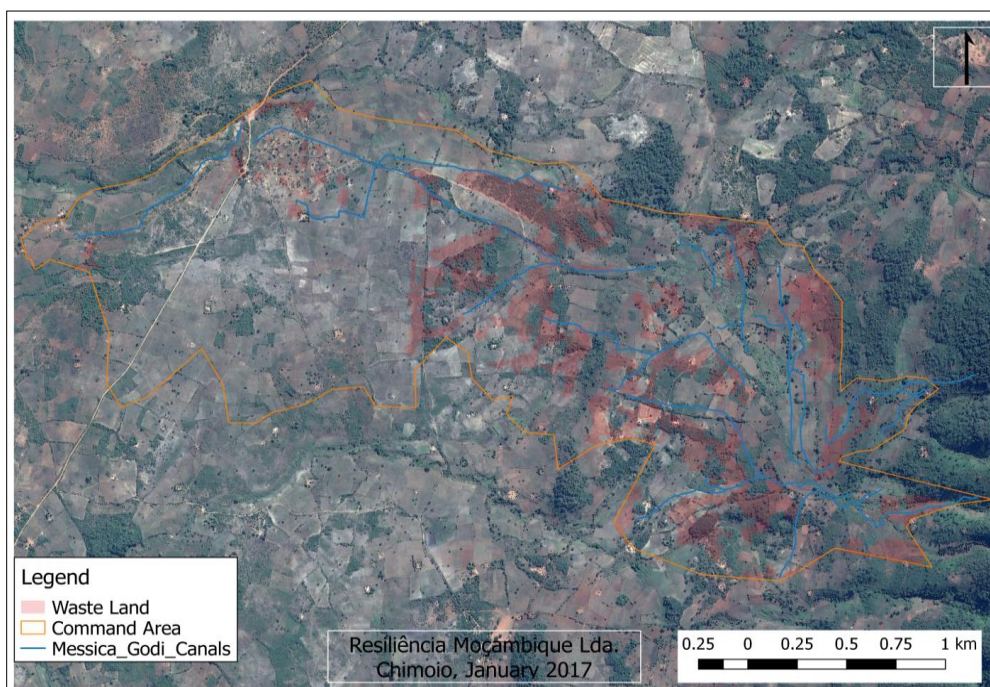 Legend
Waste Land
Command Area
Messica_Godi_Canals
Resiliência Moçambique Lda.
Chimoio, January 2017
0.25 0 0.25 0.5 0.75 1 km